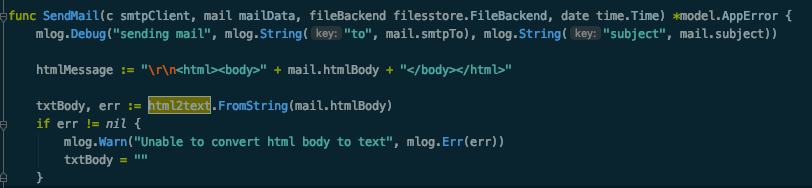 func SendMail(c smtpClient, mail mailData, fileBackend filesstore.FileBackend, date time.Time) *model.AppError {
mlog.Debug("sending mail", mlog.String( key: "to", mail.smtpTo), mlog.String( key: "subject", mail.subject))
htmlMessage := "\r\n<html><body>" + mail.htmlBody + "</body></html>"
txtBody, err := html2text.FromString(mail.htmlBody)
if err != nil {
mlog.Warn("Unable to convert html body to text", mlog.Err(err))
txtBody = ""
}